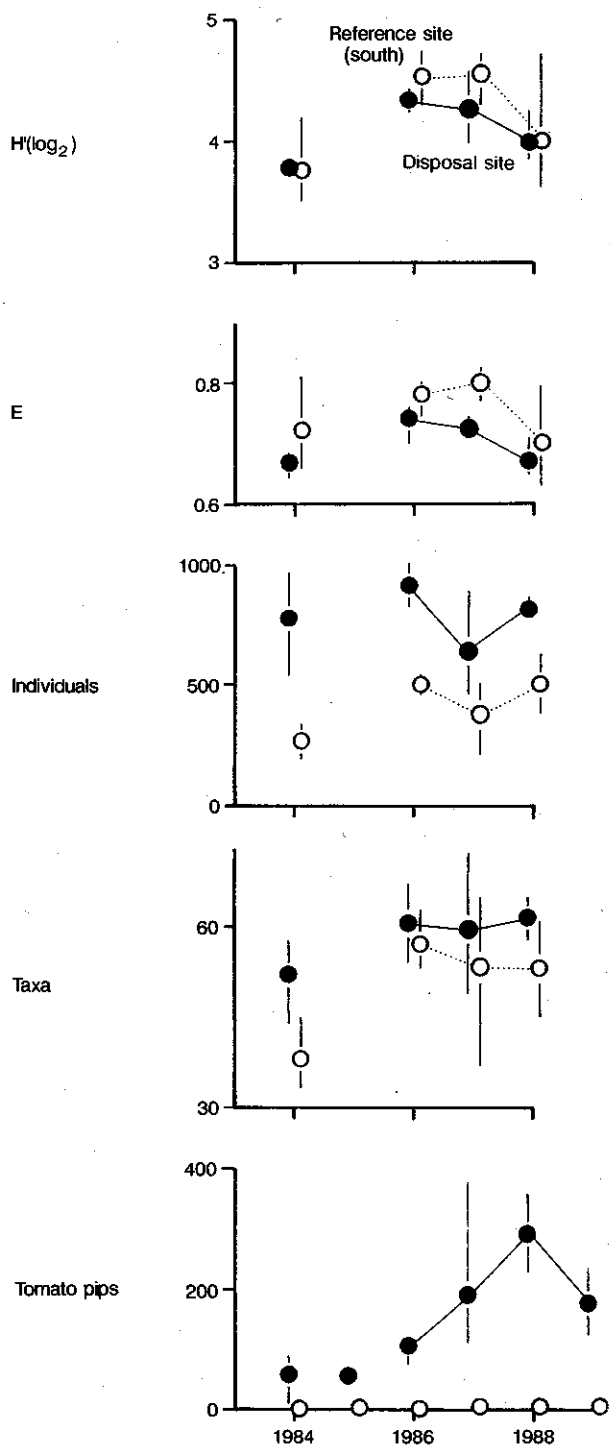 5
Reference site
(south)
H'(log2)
4
Disposal site
3
0.8
E
0.6
1000
Individuals
500
0
60
Taxa
30
400
Tomato pips
200
0
1984 1986 1988